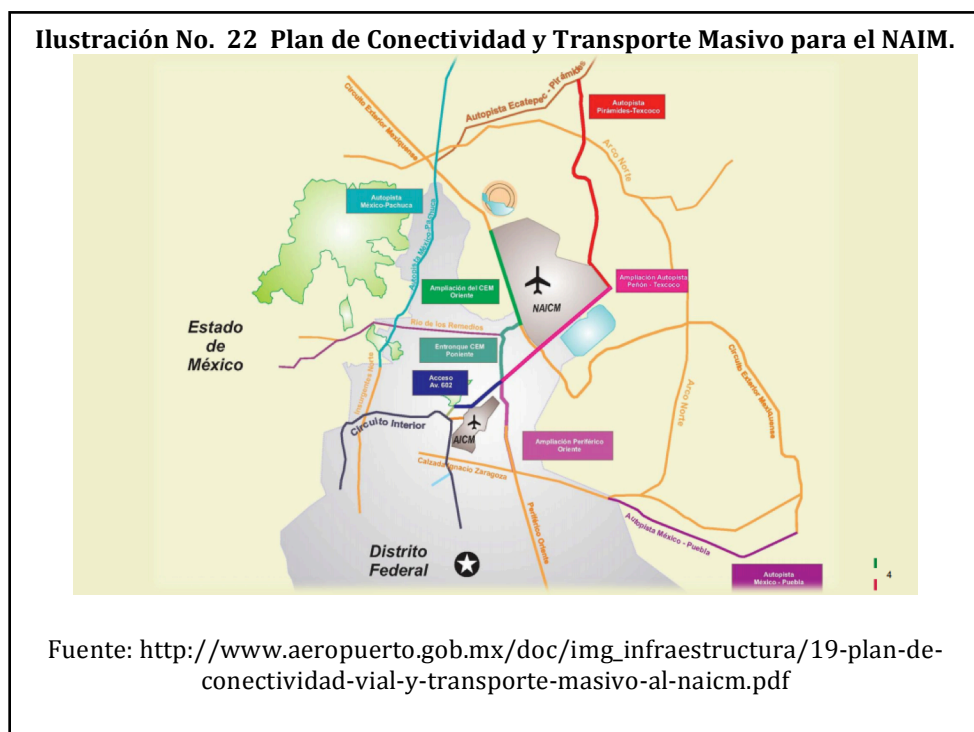 Ilustración No. 22 Plan de Conectividad y Transporte Masivo para el NAIM.
Circuito Exterior Mexiquense
Autopista Ecatepec - Pirámides
Autopista
Pirámides-Texcoco
Arco Norte
Autopista
México-Pachuca
Autopista México-Pachuca
Ampliación del CEM
Oriente
NAICM
Ampliación Autopista
Peñón - Texcoco
Estado
de
México
Río de los Remedios
Entronque CEM
Poniente
Insurgentes Norte
Acceso
Av. 602
Circuito Interior
AICM
Arco Norte
Circuito Exterior Mexiquense
Ampliación Periférico
Oriente
Calzada Ignacio Zaragoza
Periférico Oriente
Autopista México - Puebla
Distrito
Federal
Autopista
México - Puebla
4
Fuente: http://www.aeropuerto.gob.mx/doc/img_infraestructura/19-plan-de-
conectividad-vial-y-transporte-masivo-al-naicm.pdf